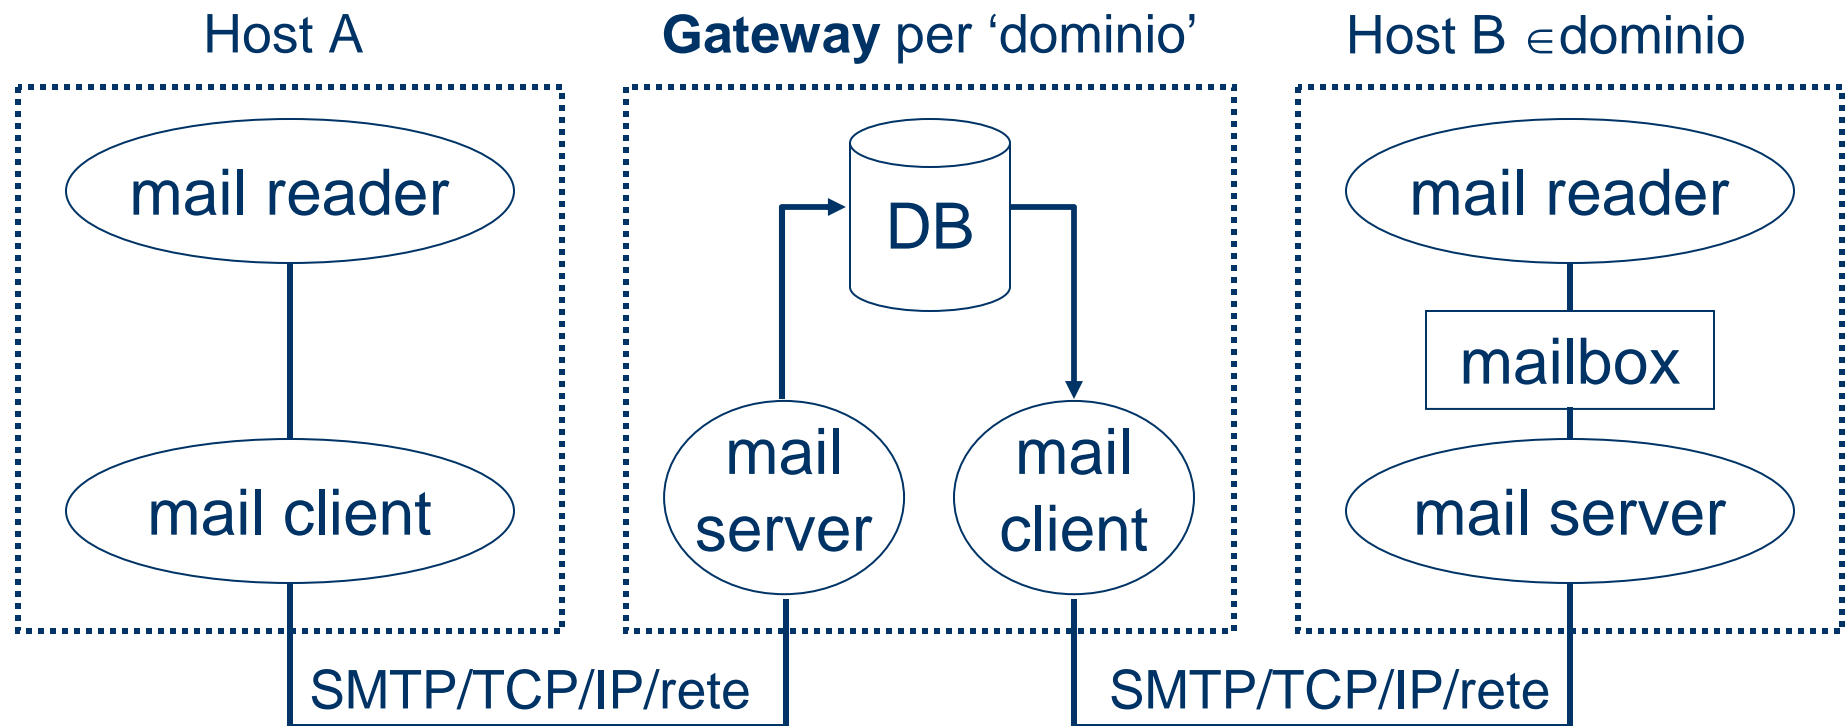 Host A
Gateway per ‘dominio’
Host B ∈dominio
mail reader
mail client
DB
mail
server
mail
client
mail reader
mailbox
mail server
SMTP/TCP/IP/rete
SMTP/TCP/IP/rete